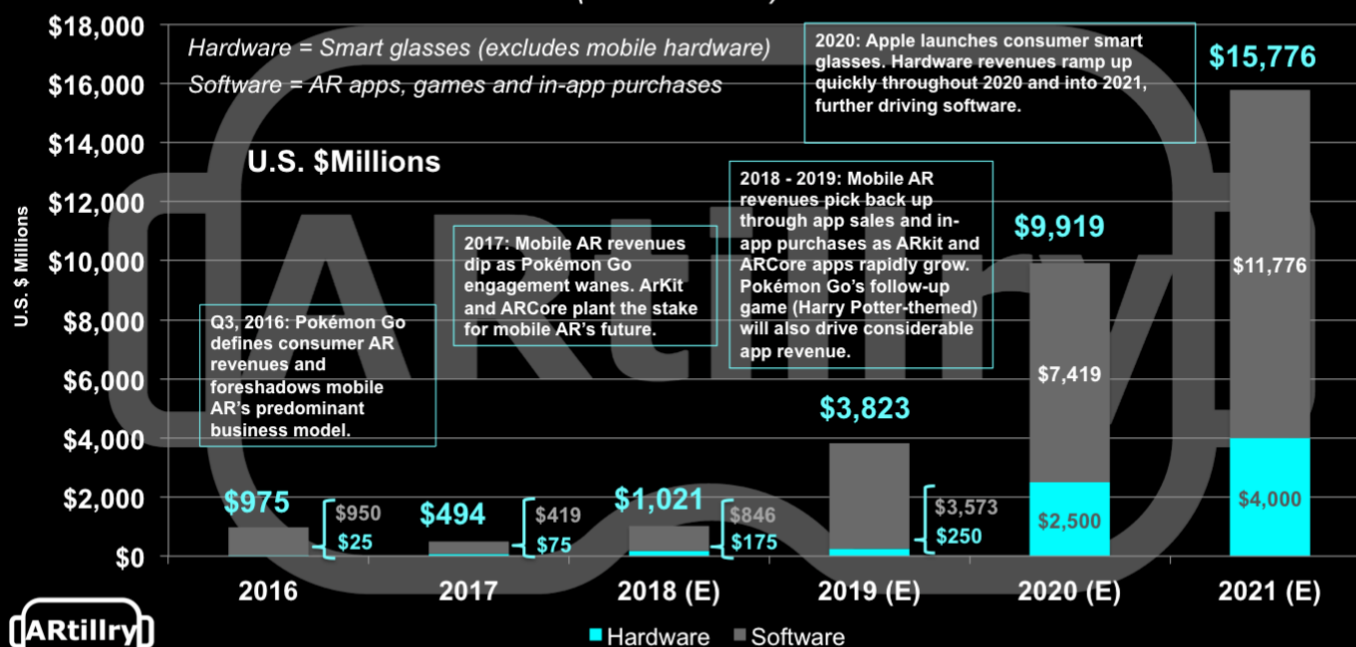 $18,000
$16,000
$14,000
$12,000
$10,000
$8,000
$6,000
$4,000
$2,000
$0
U.S. $ Millions
Hardware = Smart glasses (excludes mobile hardware)
Software = AR apps, games and in-app purchases
U.S. $Millions
Q3, 2016: Pokémon Go
defines consumer AR
revenues and
foreshadows mobile
AR's predominant
business model.
2017: Mobile AR revenues
dip as Pokémon Go
engagement wanes. ArKit
and ARCore plant the stake
for mobile AR's future.
2018 - 2019: Mobile AR
revenues pick back up
through app sales and in-
app purchases as ARkit and
ARCore apps rapidly grow.
Pokémon Go's follow-up
game (Harry Potter-themed)
will also drive considerable
app revenue.
2020: Apple launches consumer smart
glasses. Hardware revenues ramp up
quickly throughout 2020 and into 2021,
further driving software.
$975
$950
$25
$494
$419
$75
$1,021
$846
$175
$3,823
$3,573
$250
$9,919
$7,419
$2,500
$15,776
$11,776
$4,000
2016
2017
2018 (E)
2019 (E)
2020 (E)
2021 (E)
Hardware
Software
ARtillry
ARtillry